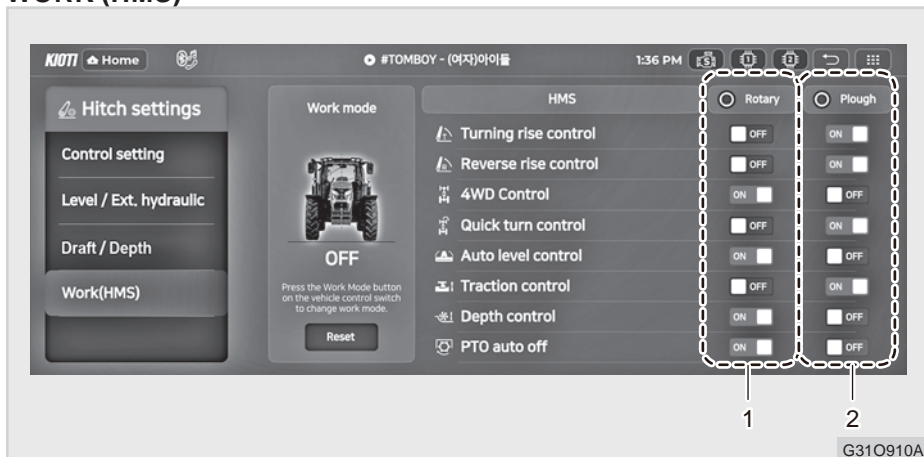 WORK (HMS)
KIOTI Home #TOMBOY - (여자)아이들 1:36 PM S 1 2
Hitch settings
Control setting
Level / Ext. hydraulic
Draft / Depth
Work(HMS)
Work mode
OFF
Press the Work Mode button
on the vehicle control switch
to change work mode.
Reset
HMS Rotary Plough
Turning rise control OFF ON
Reverse rise control OFF ON
4WD Control ON OFF
Quick turn control OFF ON
Auto level control ON OFF
Traction control OFF ON
Depth control ON OFF
PTO auto off ON OFF
1 2
G31O910A